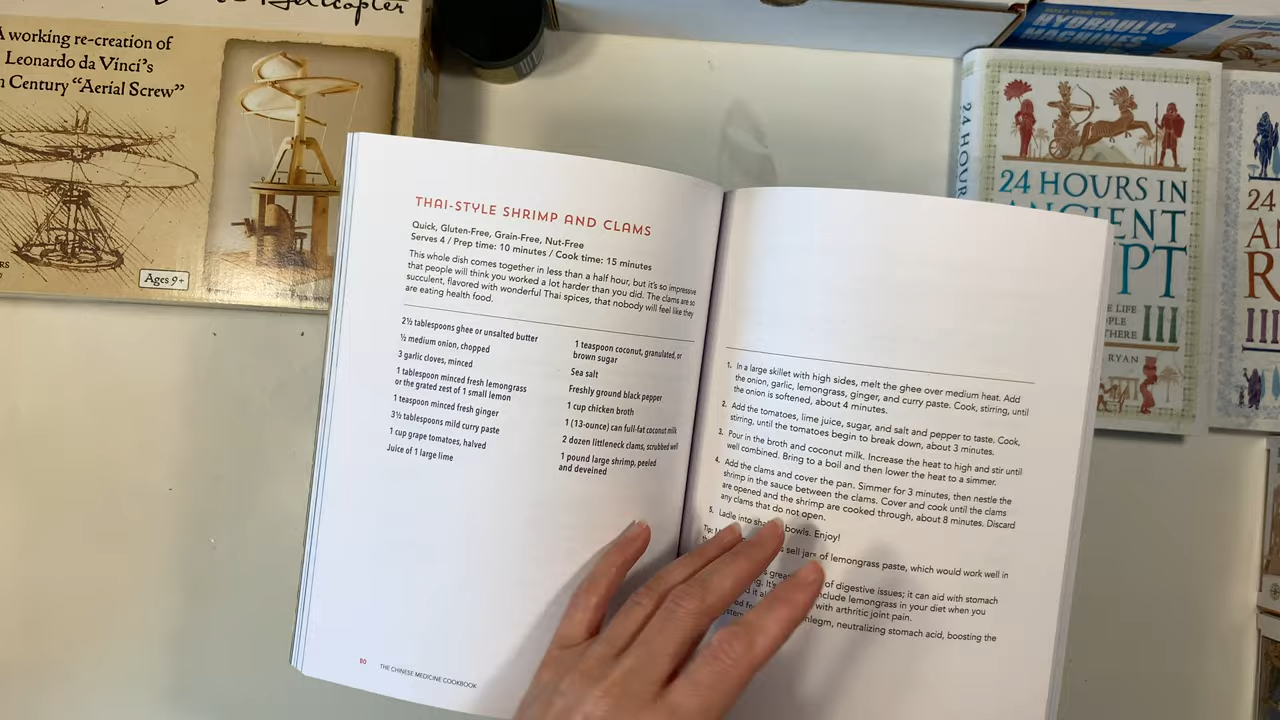 Helicopter
A working re-creation of
Leonardo da Vinci's
Century "Aerial Screw"
Ages 9+
HYDRAULIC
MACHINES
24 HOUR
24 HOURS IN
ANCIENT
PT
E LIFE
PLE
THERE
RYAN
24
THAI-STYLE SHRIMP AND CLAMS
Quick, Gluten-Free, Grain-Free, Nut-Free
Serves 4 / Prep time: 10 minutes / Cook time: 15 minutes
This whole dish comes together in less than a half hour, but it's so impressive
that people will think you worked a lot harder than you did. The clams are so
succulent, flavored with wonderful Thai spices, that nobody will feel like they
are eating health food.
2½ tablespoons ghee or unsalted butter
½ medium onion, chopped
3 garlic cloves, minced
1 tablespoon minced fresh lemongrass
or the grated zest of 1 small lemon
1 teaspoon minced fresh ginger
3½ tablespoons mild curry paste
1 cup grape tomatoes, halved
Juice of 1 large lime
1 teaspoon coconut, granulated, or
brown sugar
Sea salt
Freshly ground black pepper
1 cup chicken broth
1 (13-ounce) can full-fat coconut milk
2 dozen littleneck clams, scrubbed well
1 pound large shrimp, peeled
and deveined
90
THE CHINESE MEDICINE COOKBOOK
1. In a large skillet with high sides, melt the ghee over medium heat. Add
the onion, garlic, lemongrass, ginger, and curry paste. Cook, stirring, until
the onion is softened, about 4 minutes.
2. Add the tomatoes, lime juice, sugar, and salt and pepper to taste. Cook,
stirring, until the tomatoes begin to break down, about 3 minutes.
3. Pour in the broth and coconut milk. Increase the heat to high and stir until
well combined. Bring to a boil and then lower the heat to a simmer.
4. Add the clams and cover the pan. Simmer for 3 minutes, then nestle the
shrimp in the sauce between the clams. Cover and cook until the clams
are opened and the shrimp are cooked through, about 8 minutes. Discard
any clams that do not open.
5. Ladle into bowls. Enjoy!
Tip: sell jars of lemongrass paste, which would work well in
of digestive issues; it can aid with stomach
include lemongrass in your diet when you
with arthritic joint pain.
phlegm, neutralizing stomach acid, boosting the